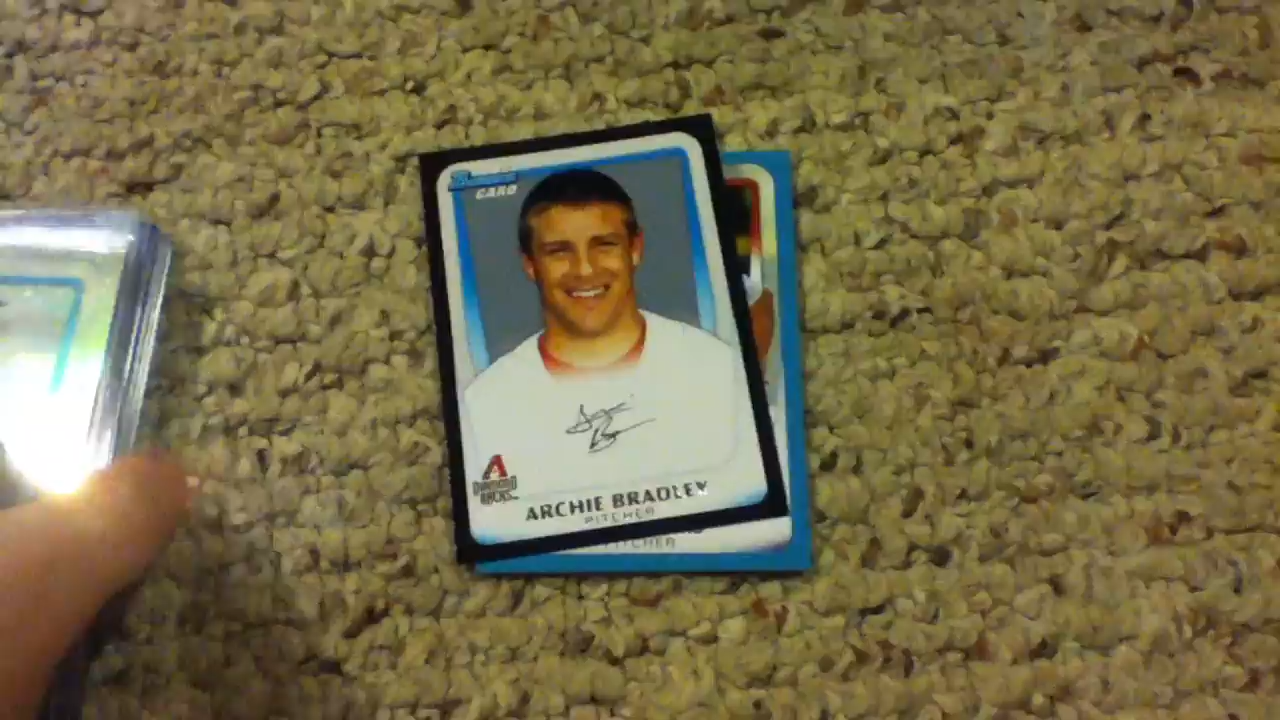 Bowman
CARD
A
ARCHIE BRADLEY
PITCHER
PITCHER